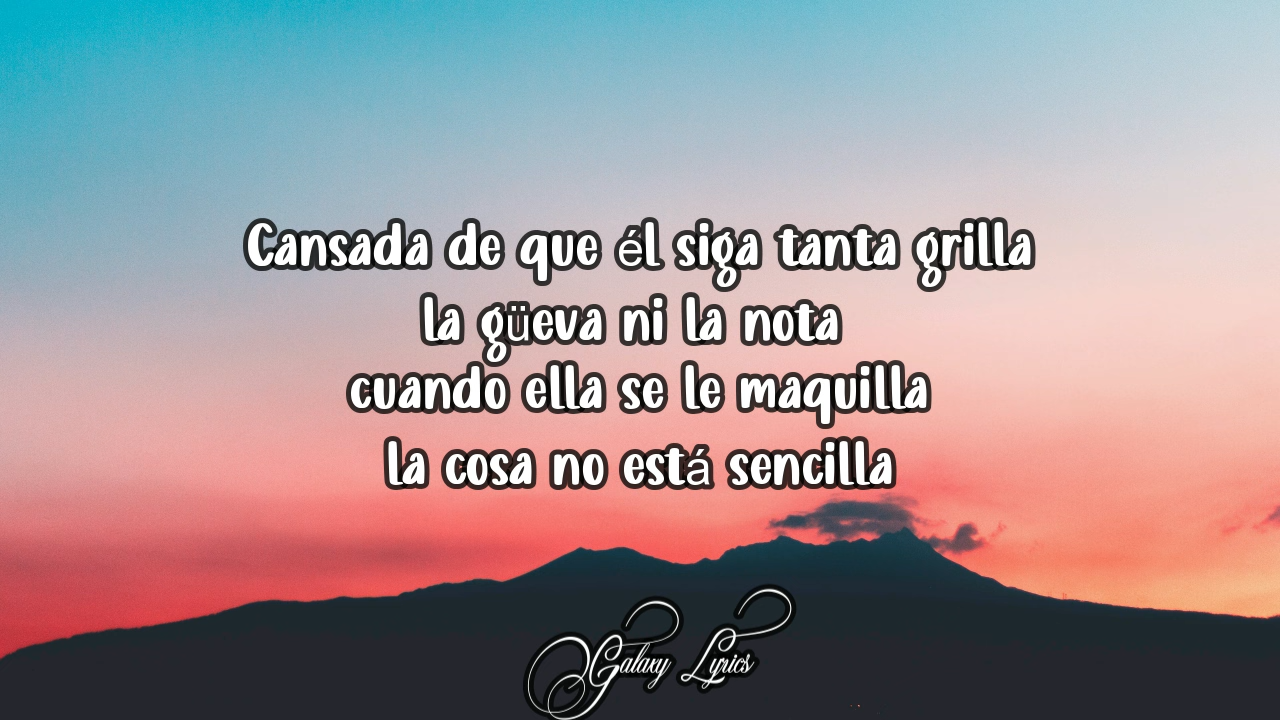 Cansada de que él siga tanta grilla
la güeva ni la nota
cuando ella se le maquilla
la cosa no está sencilla
Galaxy Lyrics